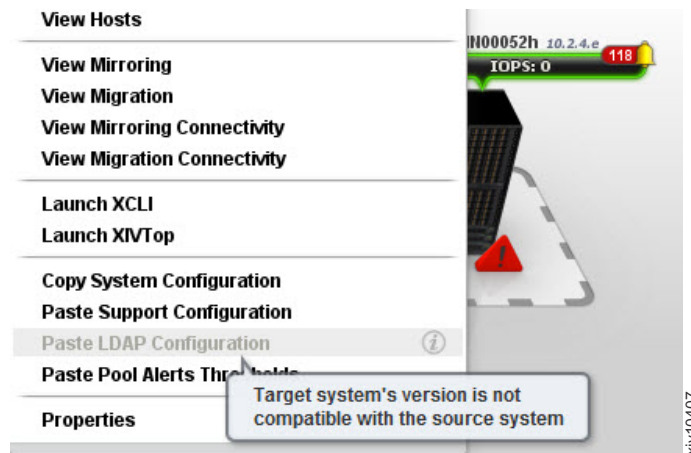 View Hosts
View Mirroring
View Migration
View Mirroring Connectivity
View Migration Connectivity
Launch XCLI
Launch XIVTop
Copy System Configuration
Paste Support Configuration
Paste LDAP Configuration
Paste Pool Alerts Thresholds
Properties
Target system's version is not
compatible with the source system
N00052h 10.2.4.e
118
IOPS: 0